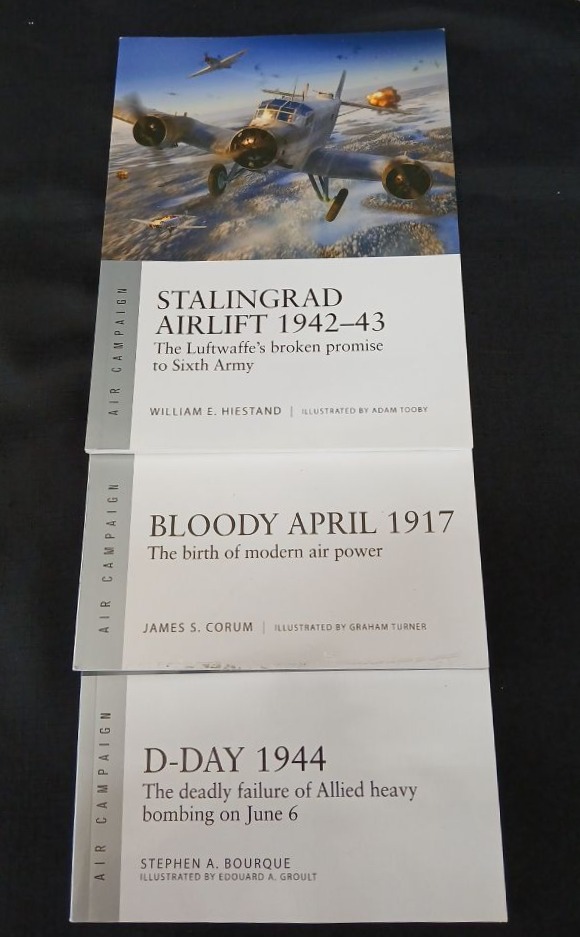 AIR CAMPAIGN
STALINGRAD
AIRLIFT 1942–43
The Luftwaffe's broken promise
to Sixth Army
WILLIAM E. HIESTAND | ILLUSTRATED BY ADAM TOOBY
AIR CAMPAIGN
BLOODY APRIL 1917
The birth of modern air power
JAMES S. CORUM | ILLUSTRATED BY GRAHAM TURNER
AIR CAMPAIGN
D-DAY 1944
The deadly failure of Allied heavy
bombing on June 6
STEPHEN A. BOURQUE
ILLUSTRATED BY EDOUARD A. GROULT